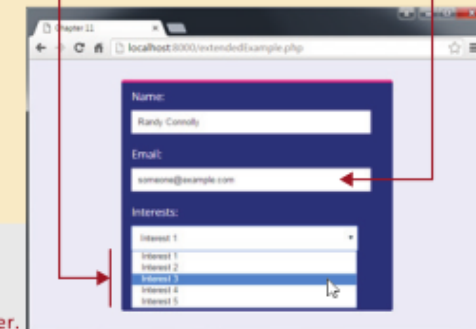 Chapter 11
localhost:8000/extendedExample.php
Name:
Randy Connolly
Email:
someone@example.com
Interests:
Interest 1
Interest 1
Interest 2
Interest 3
Interest 4
Interest 5
er.